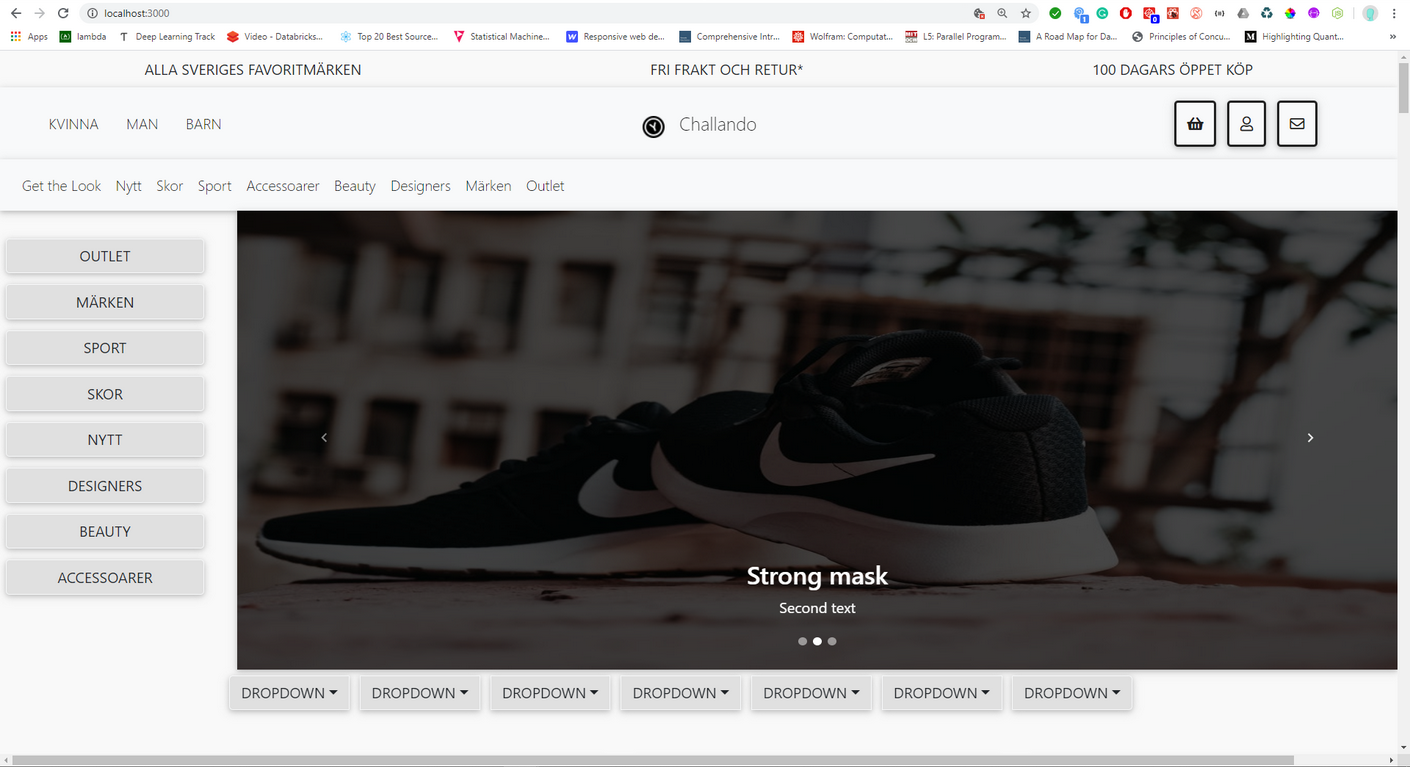 localhost:3000
Apps lambda Deep Learning Track Video - Databricks... Top 20 Best Source... Statistical Machine... Responsive web de... Comprehensive Intr... Wolfram: Computat... L5: Parallel Program... A Road Map for Da... Principles of Concu... Highlighting Quant... »
ALLA SVERIGES FAVORITMÄRKEN FRI FRAKT OCH RETUR* 100 DAGARS ÖPPET KÖP
KVINNA MAN BARN Challando
Get the Look Nytt Skor Sport Accessoarer Beauty Designers Märken Outlet
OUTLET
MÄRKEN
SPORT
SKOR
NYTT
DESIGNERS
BEAUTY
ACCESSOARER
Strong mask
Second text
DROPDOWN DROPDOWN DROPDOWN DROPDOWN DROPDOWN DROPDOWN DROPDOWN